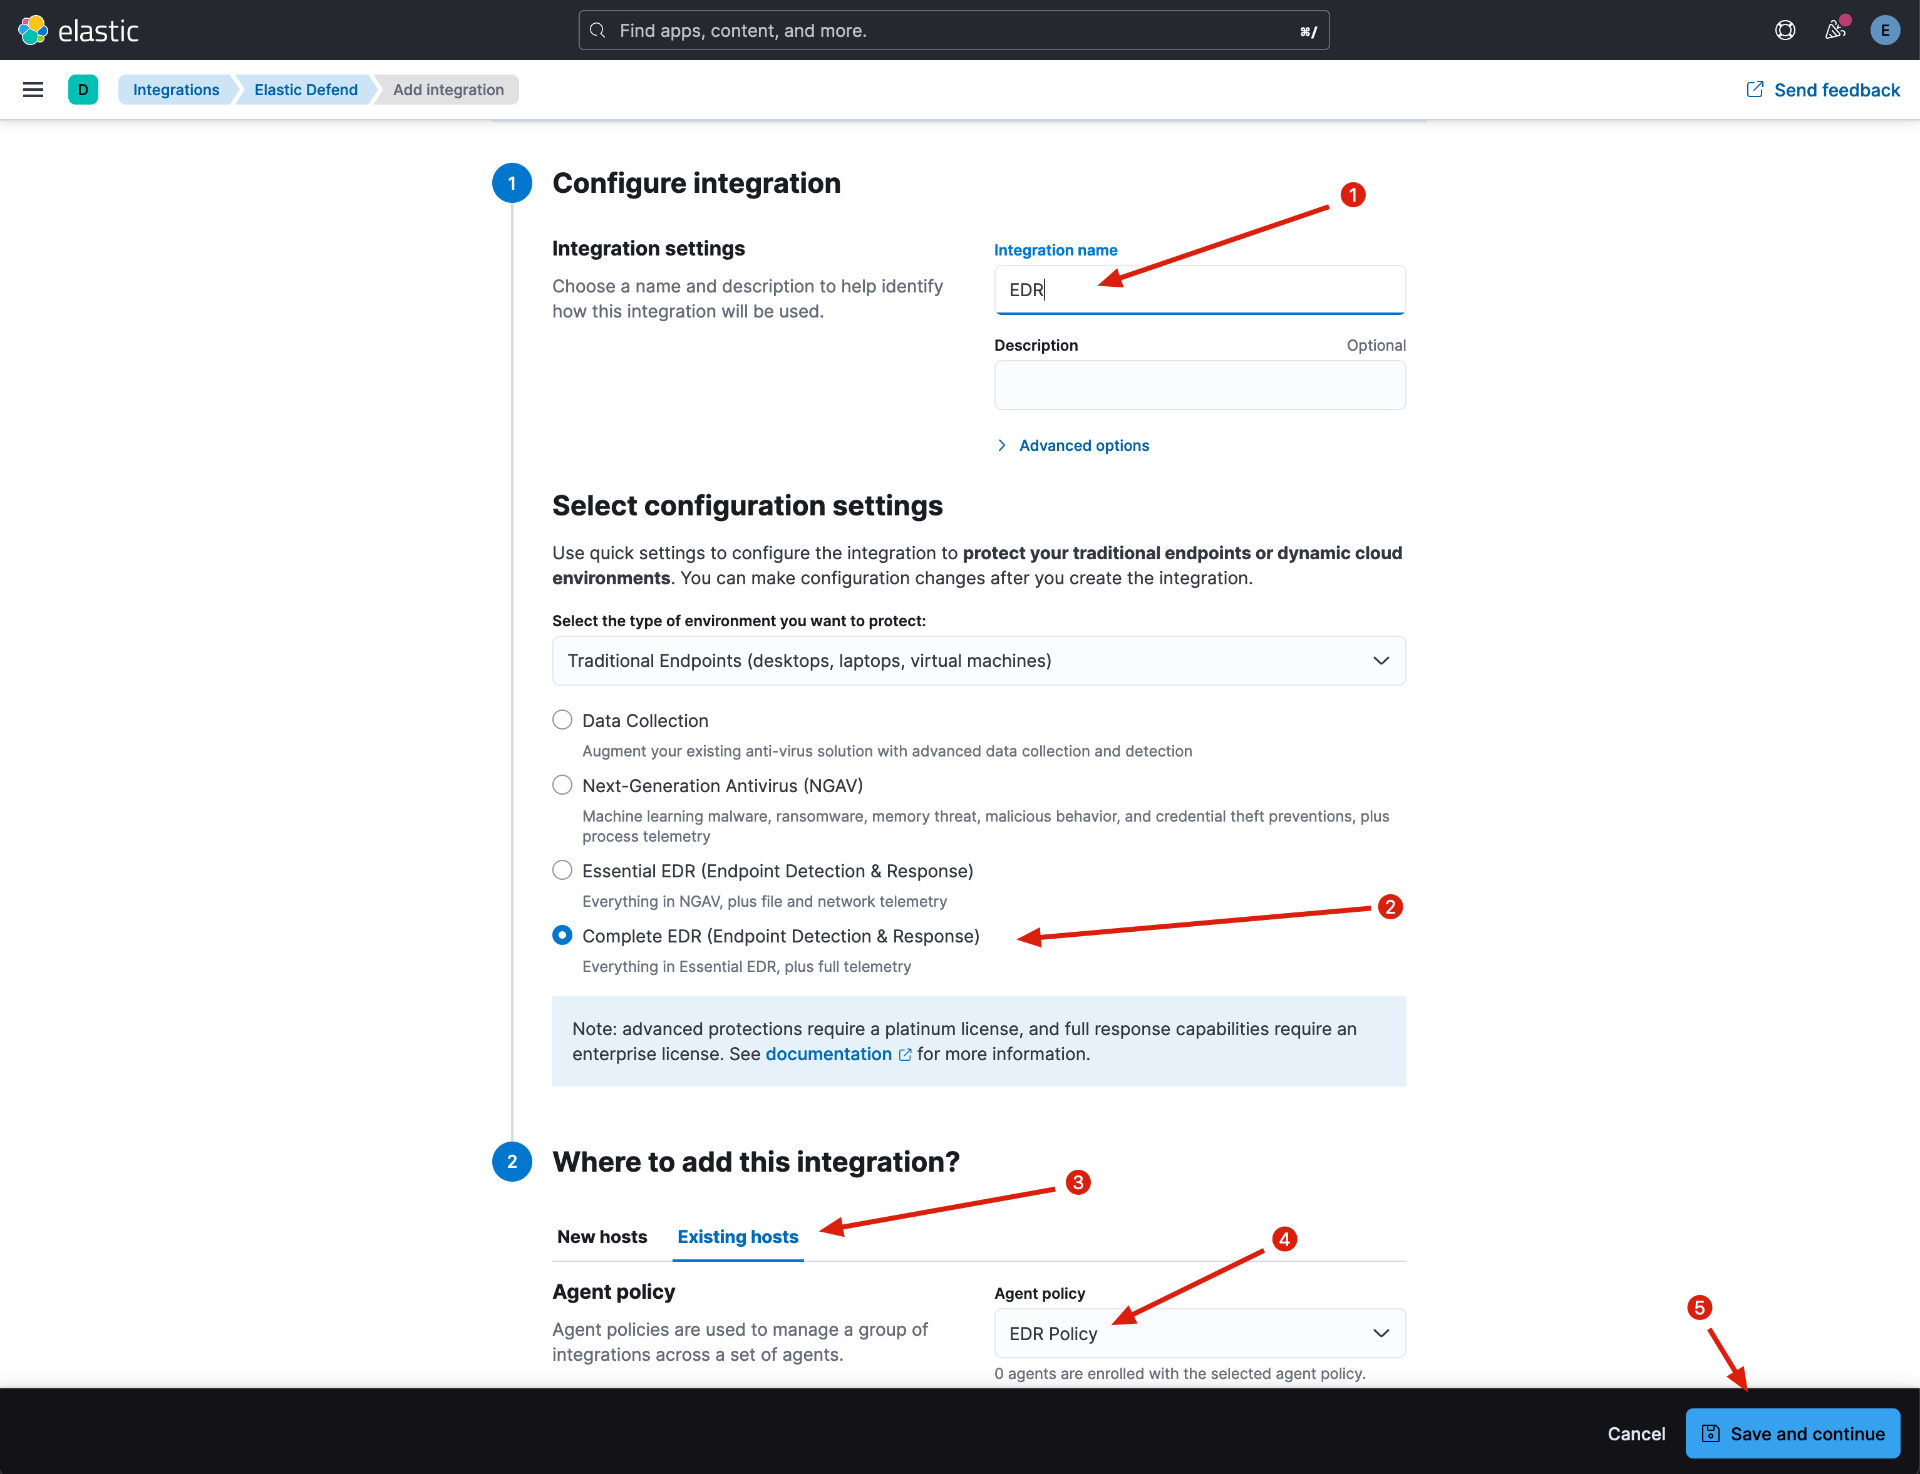 elastic
Find apps, content, and more.
⌘/
E
D
Integrations
Elastic Defend
Add integration
Send feedback
1
Configure integration
1
Integration settings
Choose a name and description to help identify
how this integration will be used.
Integration name
EDR
Description
Optional
Advanced options
Select configuration settings
Use quick settings to configure the integration to protect your traditional endpoints or dynamic cloud
environments. You can make configuration changes after you create the integration.
Select the type of environment you want to protect:
Traditional Endpoints (desktops, laptops, virtual machines)
Data Collection
Augment your existing anti-virus solution with advanced data collection and detection
Next-Generation Antivirus (NGAV)
Machine learning malware, ransomware, memory threat, malicious behavior, and credential theft preventions, plus
process telemetry
Essential EDR (Endpoint Detection & Response)
Everything in NGAV, plus file and network telemetry
2
Complete EDR (Endpoint Detection & Response)
Everything in Essential EDR, plus full telemetry
Note: advanced protections require a platinum license, and full response capabilities require an
enterprise license. See documentation for more information.
2
Where to add this integration?
3
New hosts
Existing hosts
4
Agent policy
Agent policies are used to manage a group of
integrations across a set of agents.
Agent policy
EDR Policy
0 agents are enrolled with the selected agent policy.
5
Cancel
Save and continue